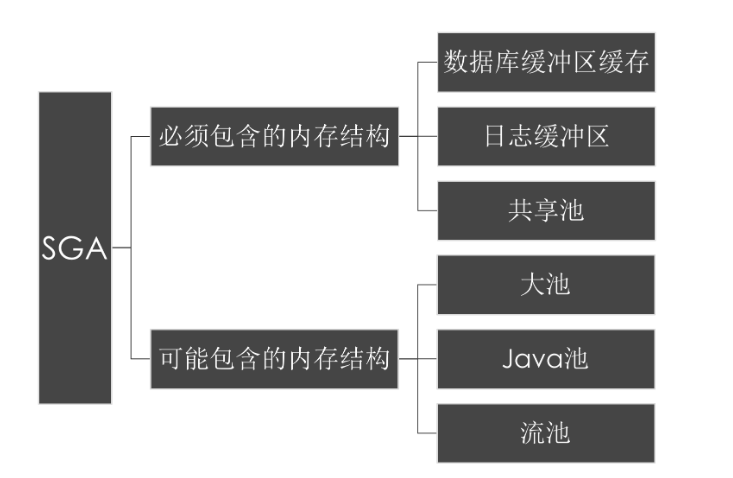 SGA
必须包含的内存结构
数据库缓冲区缓存
日志缓冲区
共享池
可能包含的内存结构
大池
Java池
流池